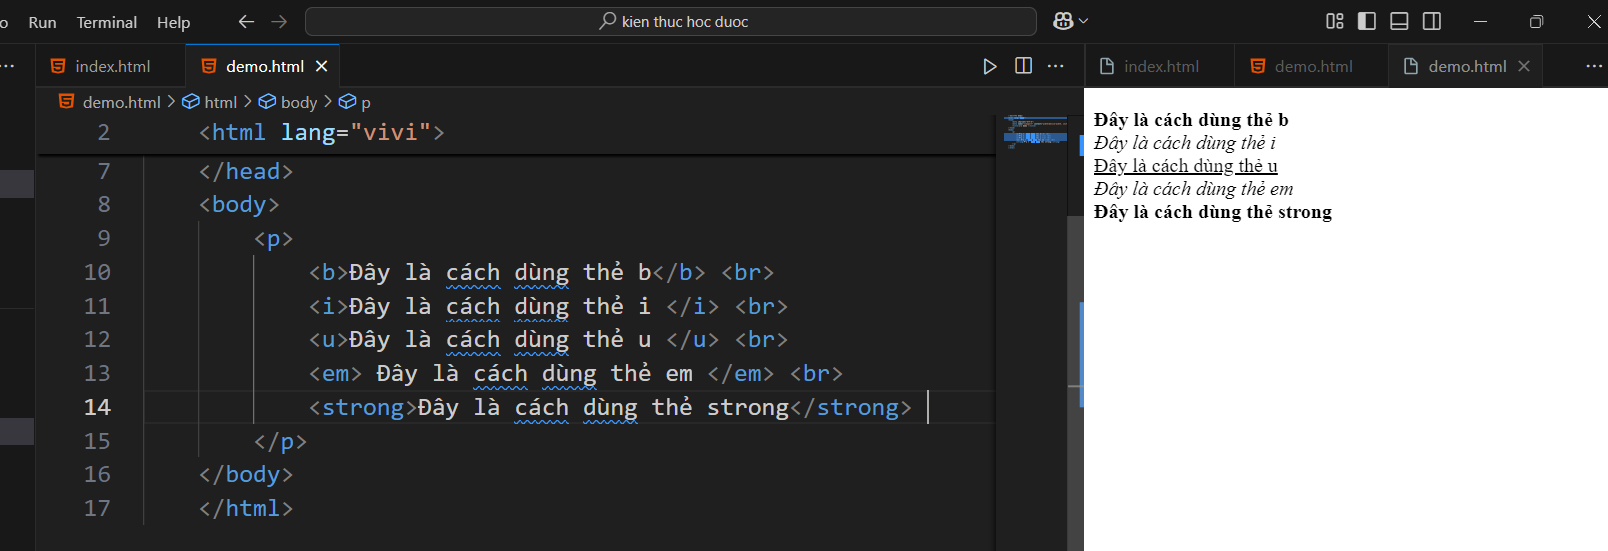 Run Terminal Help kien thuc hoc duoc
index.html demo.html
demo.html > html > body > p
2 <html lang="vivi">
7 </head>
8 <body>
9 <p>
10 <b>Đây là cách dùng thẻ b</b> <br>
11 <i>Đây là cách dùng thẻ i </i> <br>
12 <u>Đây là cách dùng thẻ u </u> <br>
13 <em> Đây là cách dùng thẻ em </em> <br>
14 <strong>Đây là cách dùng thẻ strong</strong>
15 </p>
16 </body>
17 </html>
index.html demo.html demo.html
Đây là cách dùng thẻ b
Đây là cách dùng thẻ i
Đây là cách dùng thẻ u
Đây là cách dùng thẻ em
Đây là cách dùng thẻ strong